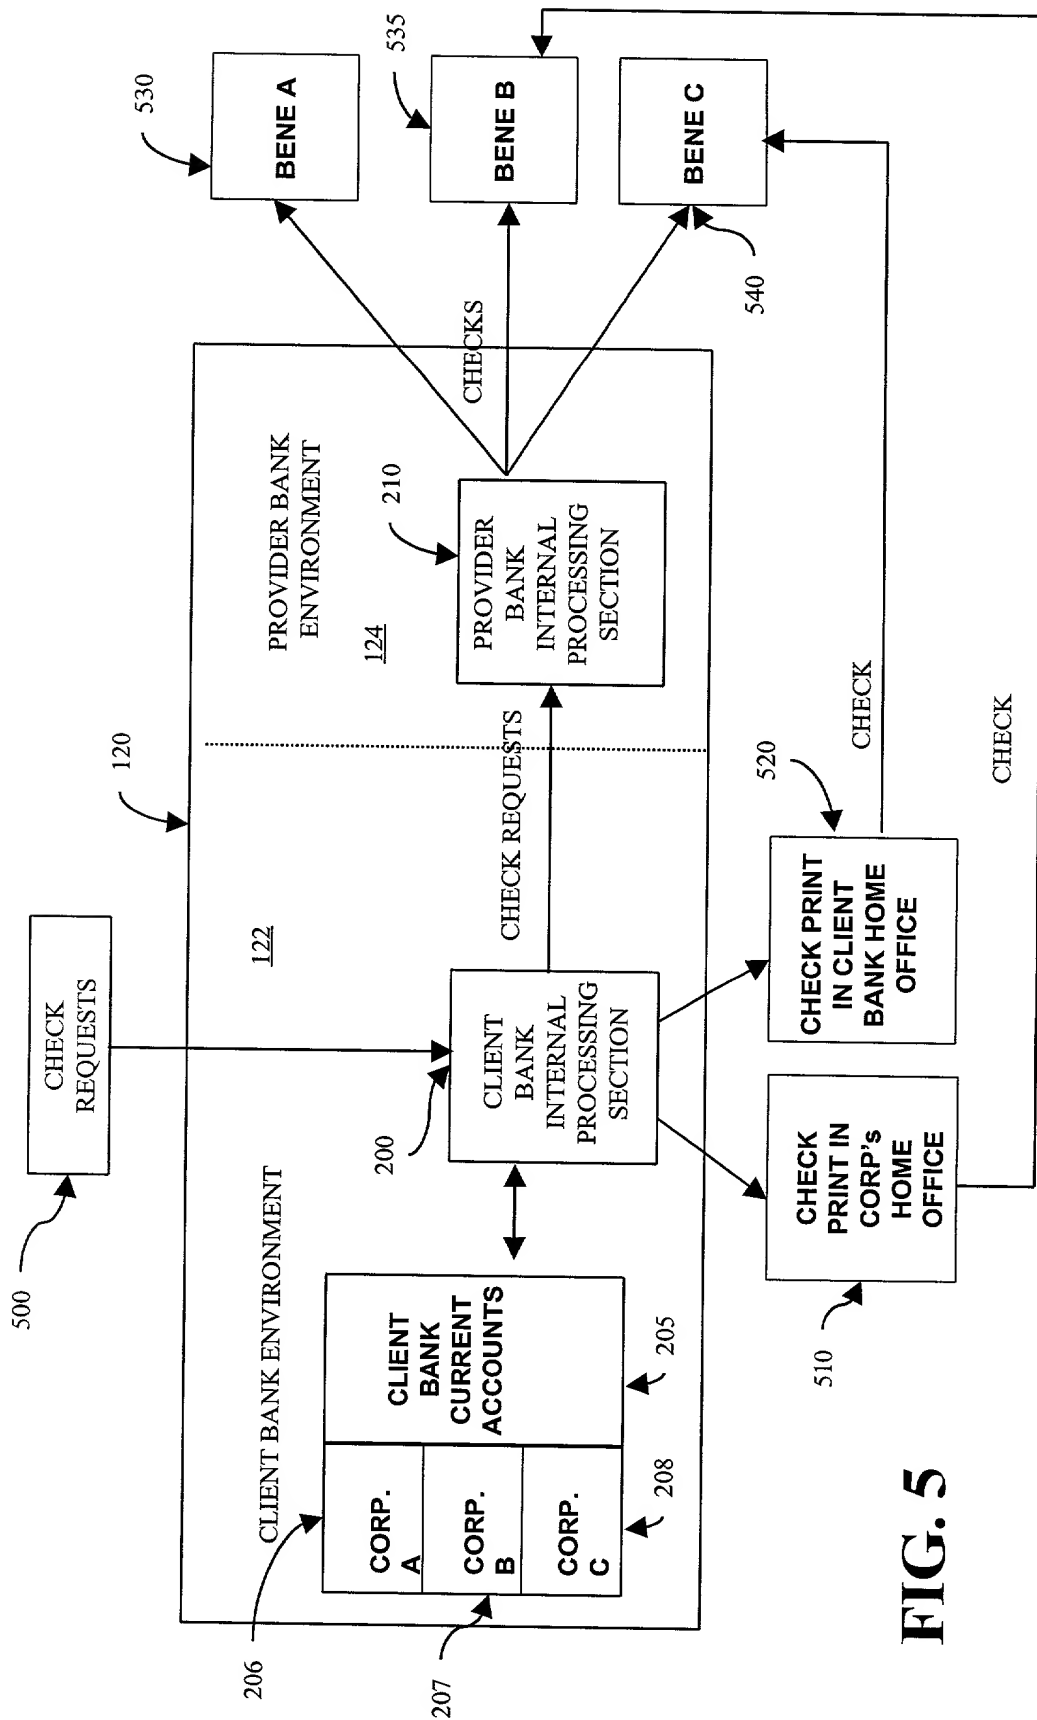 500
CHECK
REQUESTS
120
CLIENT BANK ENVIRONMENT
122
PROVIDER BANK
ENVIRONMENT
124
206
CORP.
A
CORP.
B
CORP.
C
207
208
CLIENT
BANK
CURRENT
ACCOUNTS
205
200
CLIENT
BANK
INTERNAL
PROCESSING
SECTION
CHECK REQUESTS
210
PROVIDER
BANK
INTERNAL
PROCESSING
SECTION
CHECKS
530
BENE A
535
BENE B
BENE C
540
510
CHECK
PRINT IN
CORP's
HOME
OFFICE
520
CHECK PRINT
IN CLIENT
BANK HOME
OFFICE
CHECK
CHECK
FIG. 5